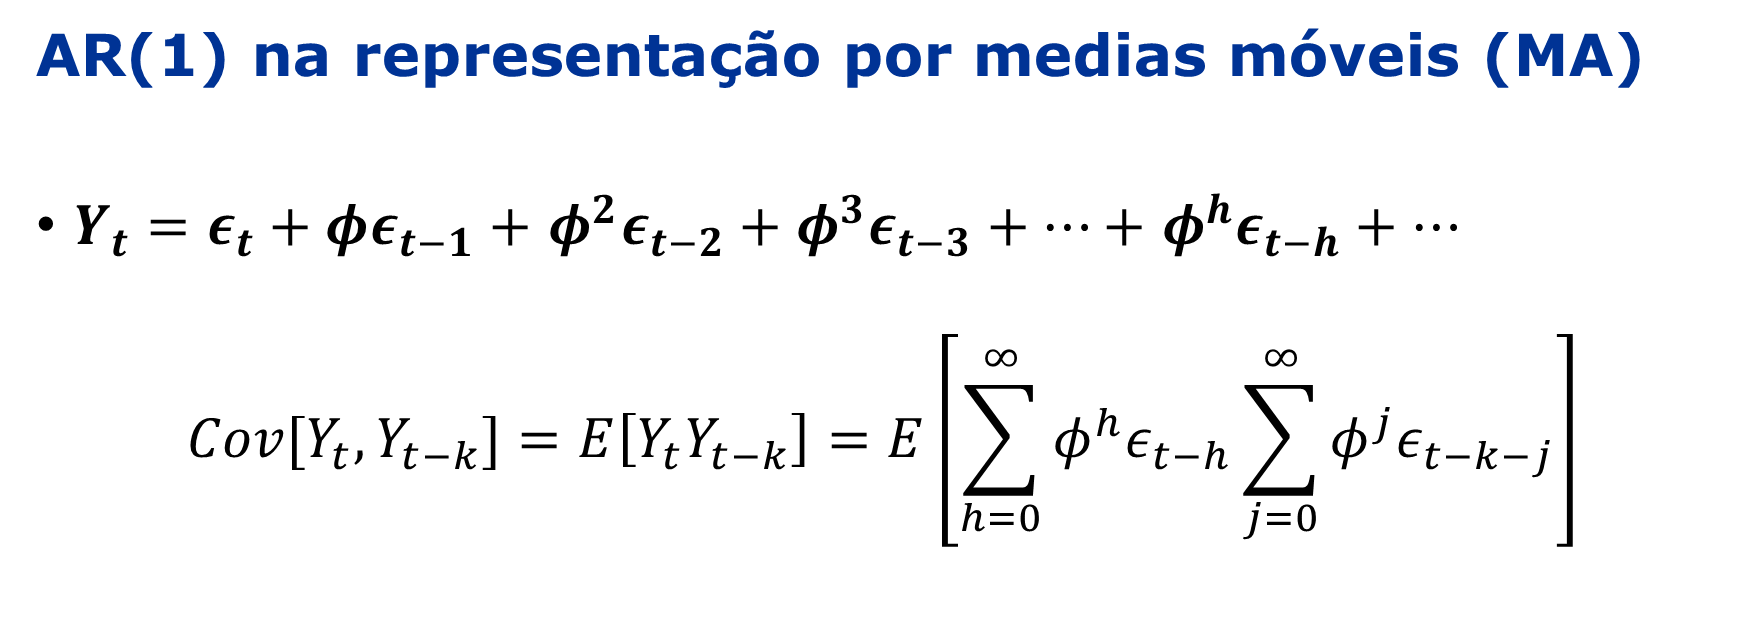 AR(1) na representação por medias móveis (MA)
• Y_t = ϵ_t + ϕϵ_{t−1} + ϕ^2ϵ_{t−2} + ϕ^3ϵ_{t−3} + ⋯ + ϕ^hϵ_{t−h} + ⋯
Cov[Y_t, Y_{t−k}] = E[Y_tY_{t−k}] = E[∑_{h=0}^{∞} ϕ^hϵ_{t−h} ∑_{j=0}^{∞} ϕ^jϵ_{t−k−j}]